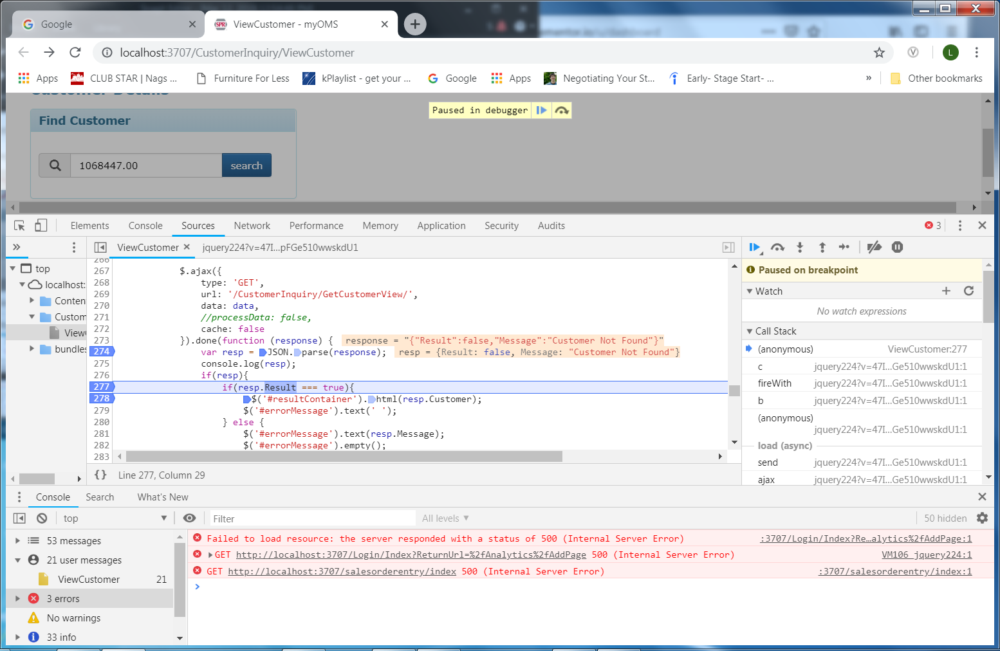 Google
ViewCustomer - myOMS
localhost:3707/CustomerInquiry/ViewCustomer
L
Apps
CLUB STAR | Nags ...
Furniture For Less
kPlaylist - get your ...
Google
Apps
Negotiating Your St...
Early- Stage Start- ...
»
Other bookmarks
Customer Details
Paused in debugger
Find Customer
1068447.00
search
Elements
Console
Sources
Network
Performance
Memory
Application
Security
Audits
3
»
ViewCustomer
jquery224?v=47I...pFGe510wwskdU1
top
localhost:
Conten
Custom
View
bundles
266
267 $.ajax({
268 type: 'GET',
269 url: '/CustomerInquiry/GetCustomerView/',
270 data: data,
271 //processData: false,
272 cache: false
273 }).done(function (response) { response = "{"Result":false,"Message":"Customer Not Found"}"
274 var resp = JSON.parse(response); resp = {Result: false, Message: "Customer Not Found"}
275 console.log(resp);
276 if(resp){
277 if(resp.Result === true){
278 $('#resultContainer').html(resp.Customer);
279 $('#errorMessage').text(' ');
280 } else {
281 $('#errorMessage').text(resp.Message);
282 $('#errorMessage').empty();
283
{} Line 277, Column 29
Paused on breakpoint
Watch
No watch expressions
Call Stack
(anonymous) ViewCustomer:277
c jquery224?v=47I...Ge510wwskdU1:1
fireWith jquery224?v=47I...Ge510wwskdU1:1
b jquery224?v=47I...Ge510wwskdU1:1
(anonymous)
jquery224?v=47I...Ge510wwskdU1:1
load (async)
send jquery224?v=47I...Ge510wwskdU1:1
ajax jquery224?v=47I...Ge510wwskdU1:1
Console
Search
What's New
top
Filter
All levels
50 hidden
53 messages
21 user messages
ViewCustomer 21
3 errors
No warnings
33 info
Failed to load resource: the server responded with a status of 500 (Internal Server Error) :3707/Login/Index?Re…alytics%2fAddPage:1
GET http://localhost:3707/Login/Index?ReturnUrl=%2fAnalytics%2fAddPage 500 (Internal Server Error) VM106 jquery224:1
GET http://localhost:3707/salesorderentry/index 500 (Internal Server Error) :3707/salesorderentry/index:1